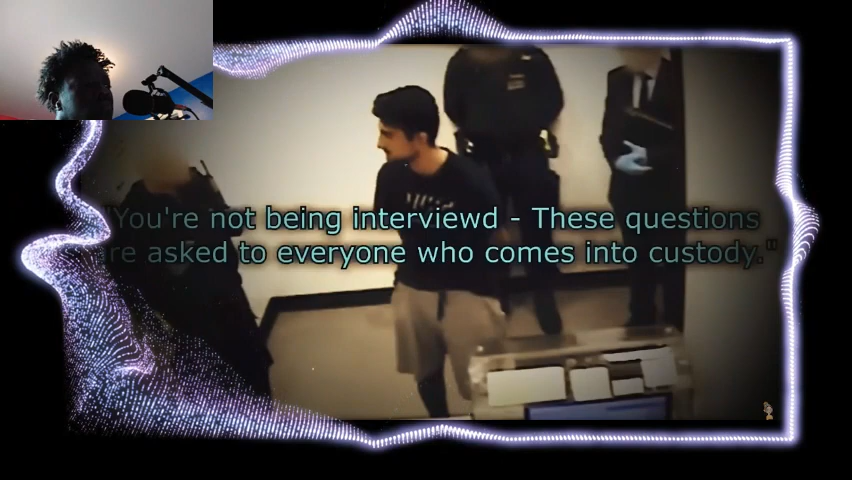 "You're not being interviewd - These questions
are asked to everyone who comes into custody."